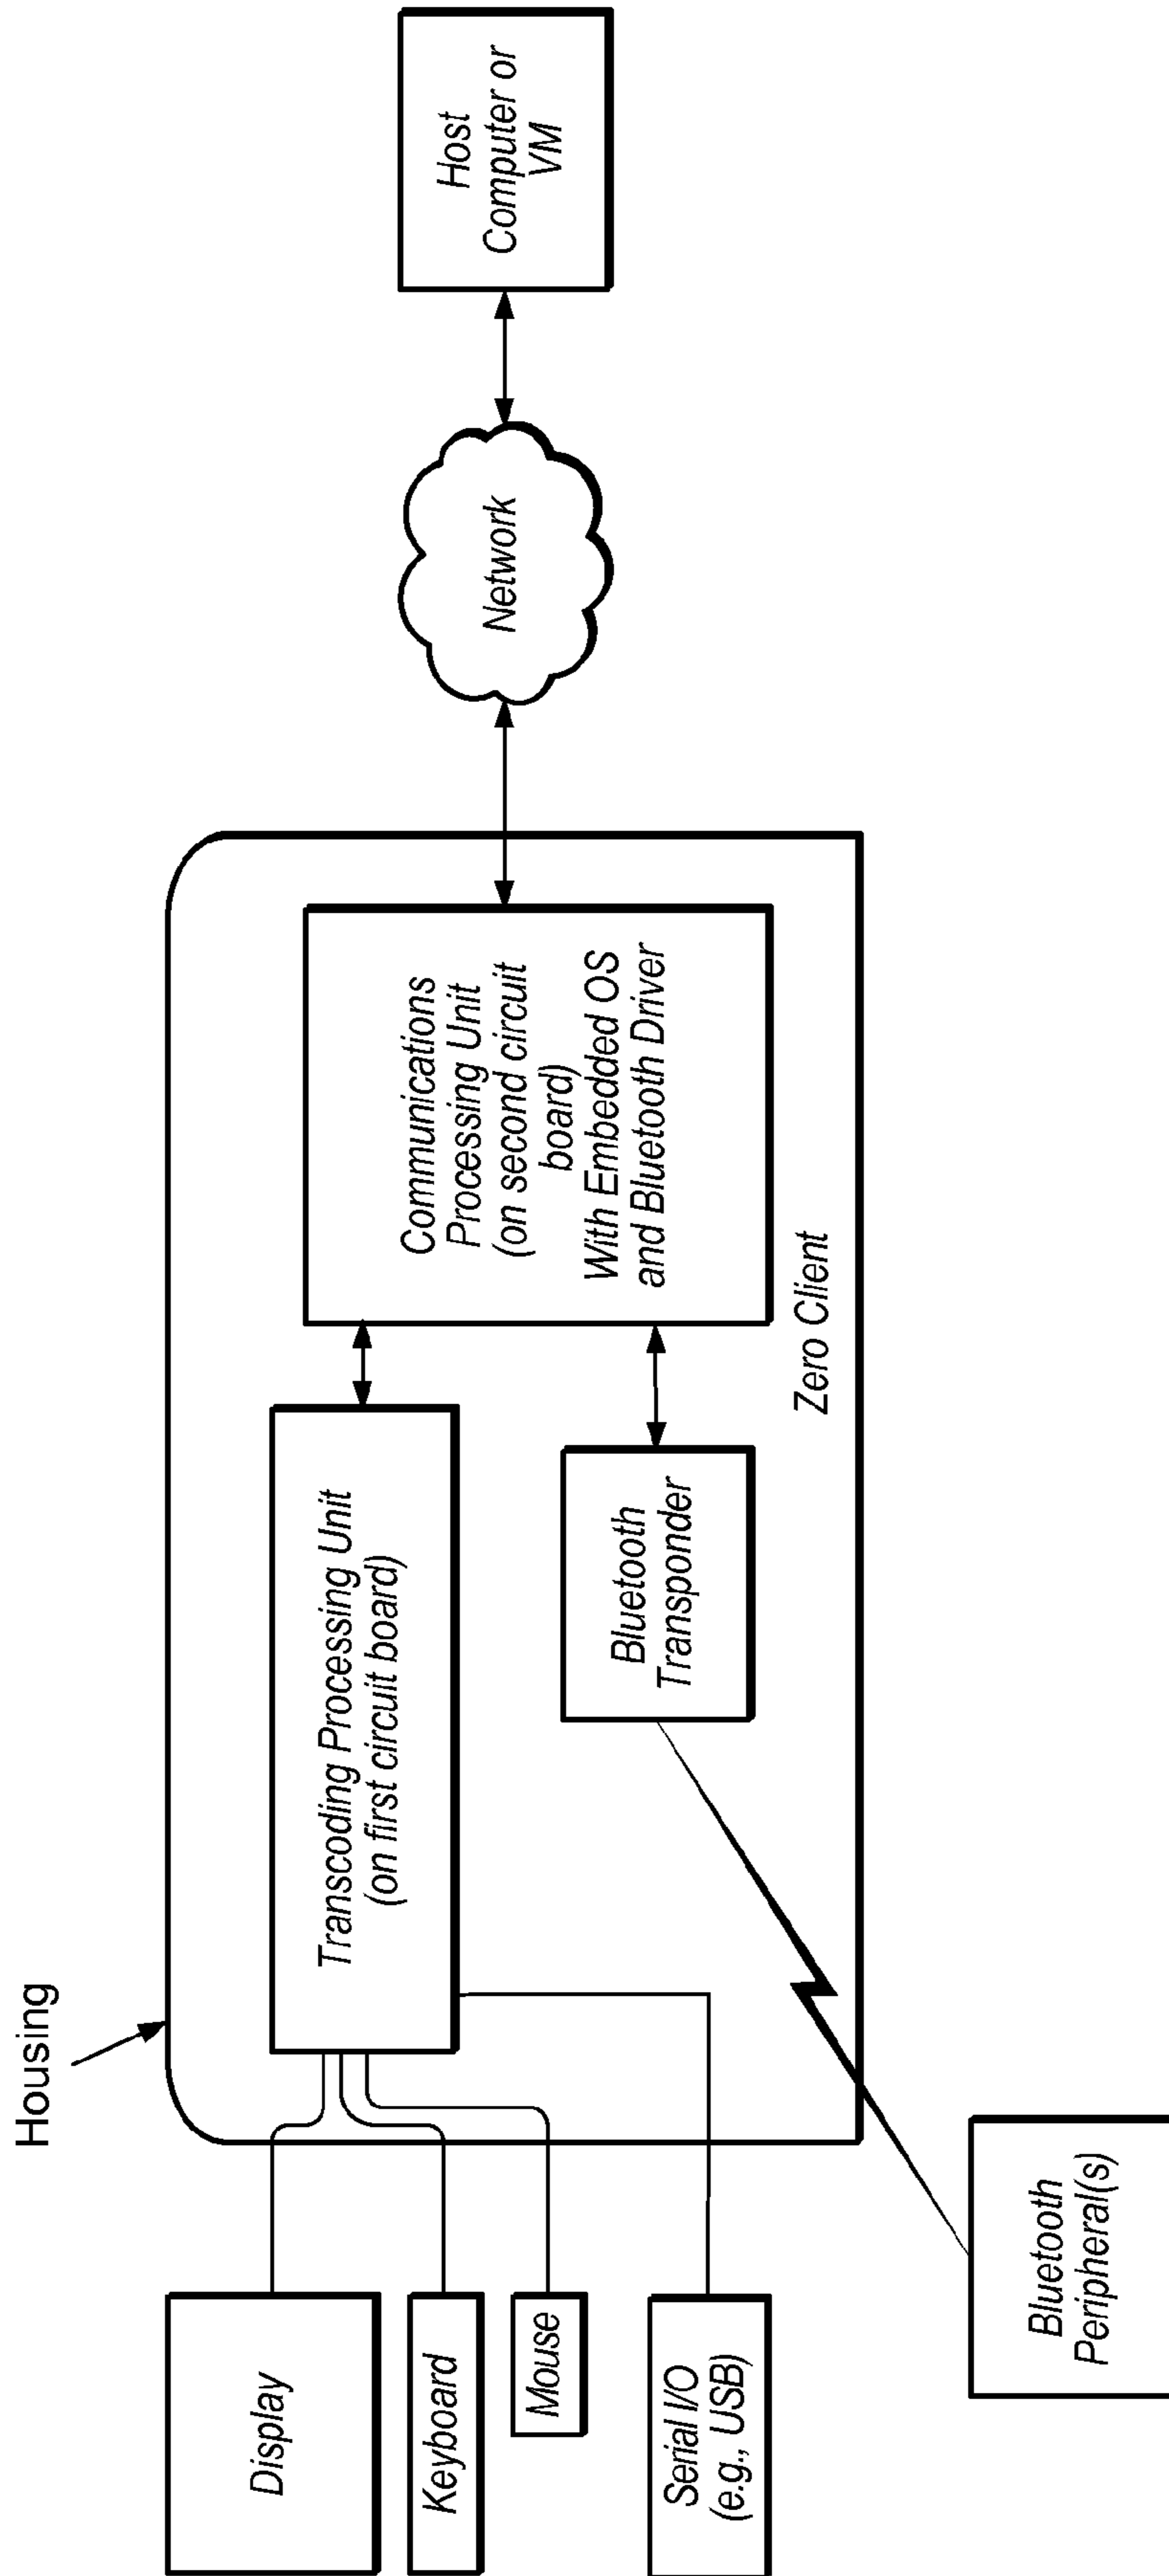 Housing
Display
Keyboard
Mouse
Serial I/O
(e.g., USB)
Transcoding Processing Unit
(on first circuit board)
Bluetooth
Transponder
Communications
Processing Unit
(on second circuit
board)
With Embedded OS
and Bluetooth Driver
Zero Client
Network
Host
Computer or
VM
Bluetooth
Peripheral(s)